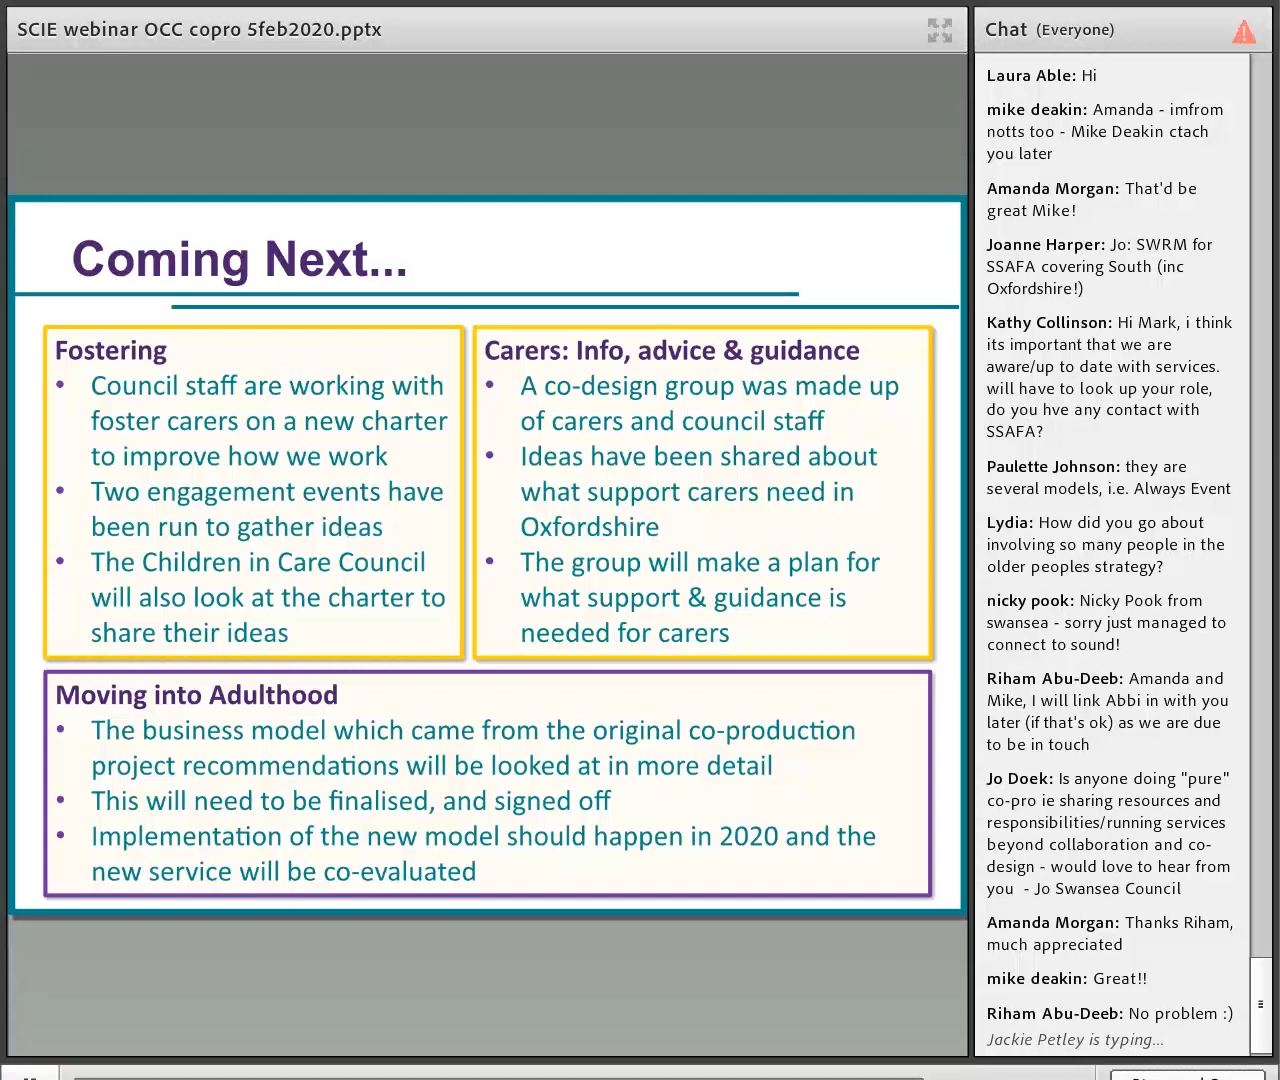 SCIE webinar OCC copro 5feb2020.pptx
Coming Next...
Fostering
• Council staff are working with
foster carers on a new charter
to improve how we work
• Two engagement events have
been run to gather ideas
• The Children in Care Council
will also look at the charter to
share their ideas
Carers: Info, advice & guidance
• A co-design group was made up
of carers and council staff
• Ideas have been shared about
what support carers need in
Oxfordshire
• The group will make a plan for
what support & guidance is
needed for carers
Moving into Adulthood
• The business model which came from the original co-production
project recommendations will be looked at in more detail
• This will need to be finalised, and signed off
• Implementation of the new model should happen in 2020 and the
new service will be co-evaluated
Chat (Everyone)
Laura Able: Hi
mike deakin: Amanda - imfrom
notts too - Mike Deakin ctach
you later
Amanda Morgan: That'd be
great Mike!
Joanne Harper: Jo: SWRM for
SSAFA covering South (inc
Oxfordshire!)
Kathy Collinson: Hi Mark, i think
its important that we are
aware/up to date with services.
will have to look up your role,
do you hve any contact with
SSAFA?
Paulette Johnson: they are
several models, i.e. Always Event
Lydia: How did you go about
involving so many people in the
older peoples strategy?
nicky pook: Nicky Pook from
swansea - sorry just managed to
connect to sound!
Riham Abu-Deeb: Amanda and
Mike, I will link Abbi in with you
later (if that's ok) as we are due
to be in touch
Jo Doek: Is anyone doing "pure"
co-pro ie sharing resources and
responsibilities/running services
beyond collaboration and co-
design - would love to hear from
you - Jo Swansea Council
Amanda Morgan: Thanks Riham,
much appreciated
mike deakin: Great!!
Riham Abu-Deeb: No problem :)
Jackie Petley is typing...